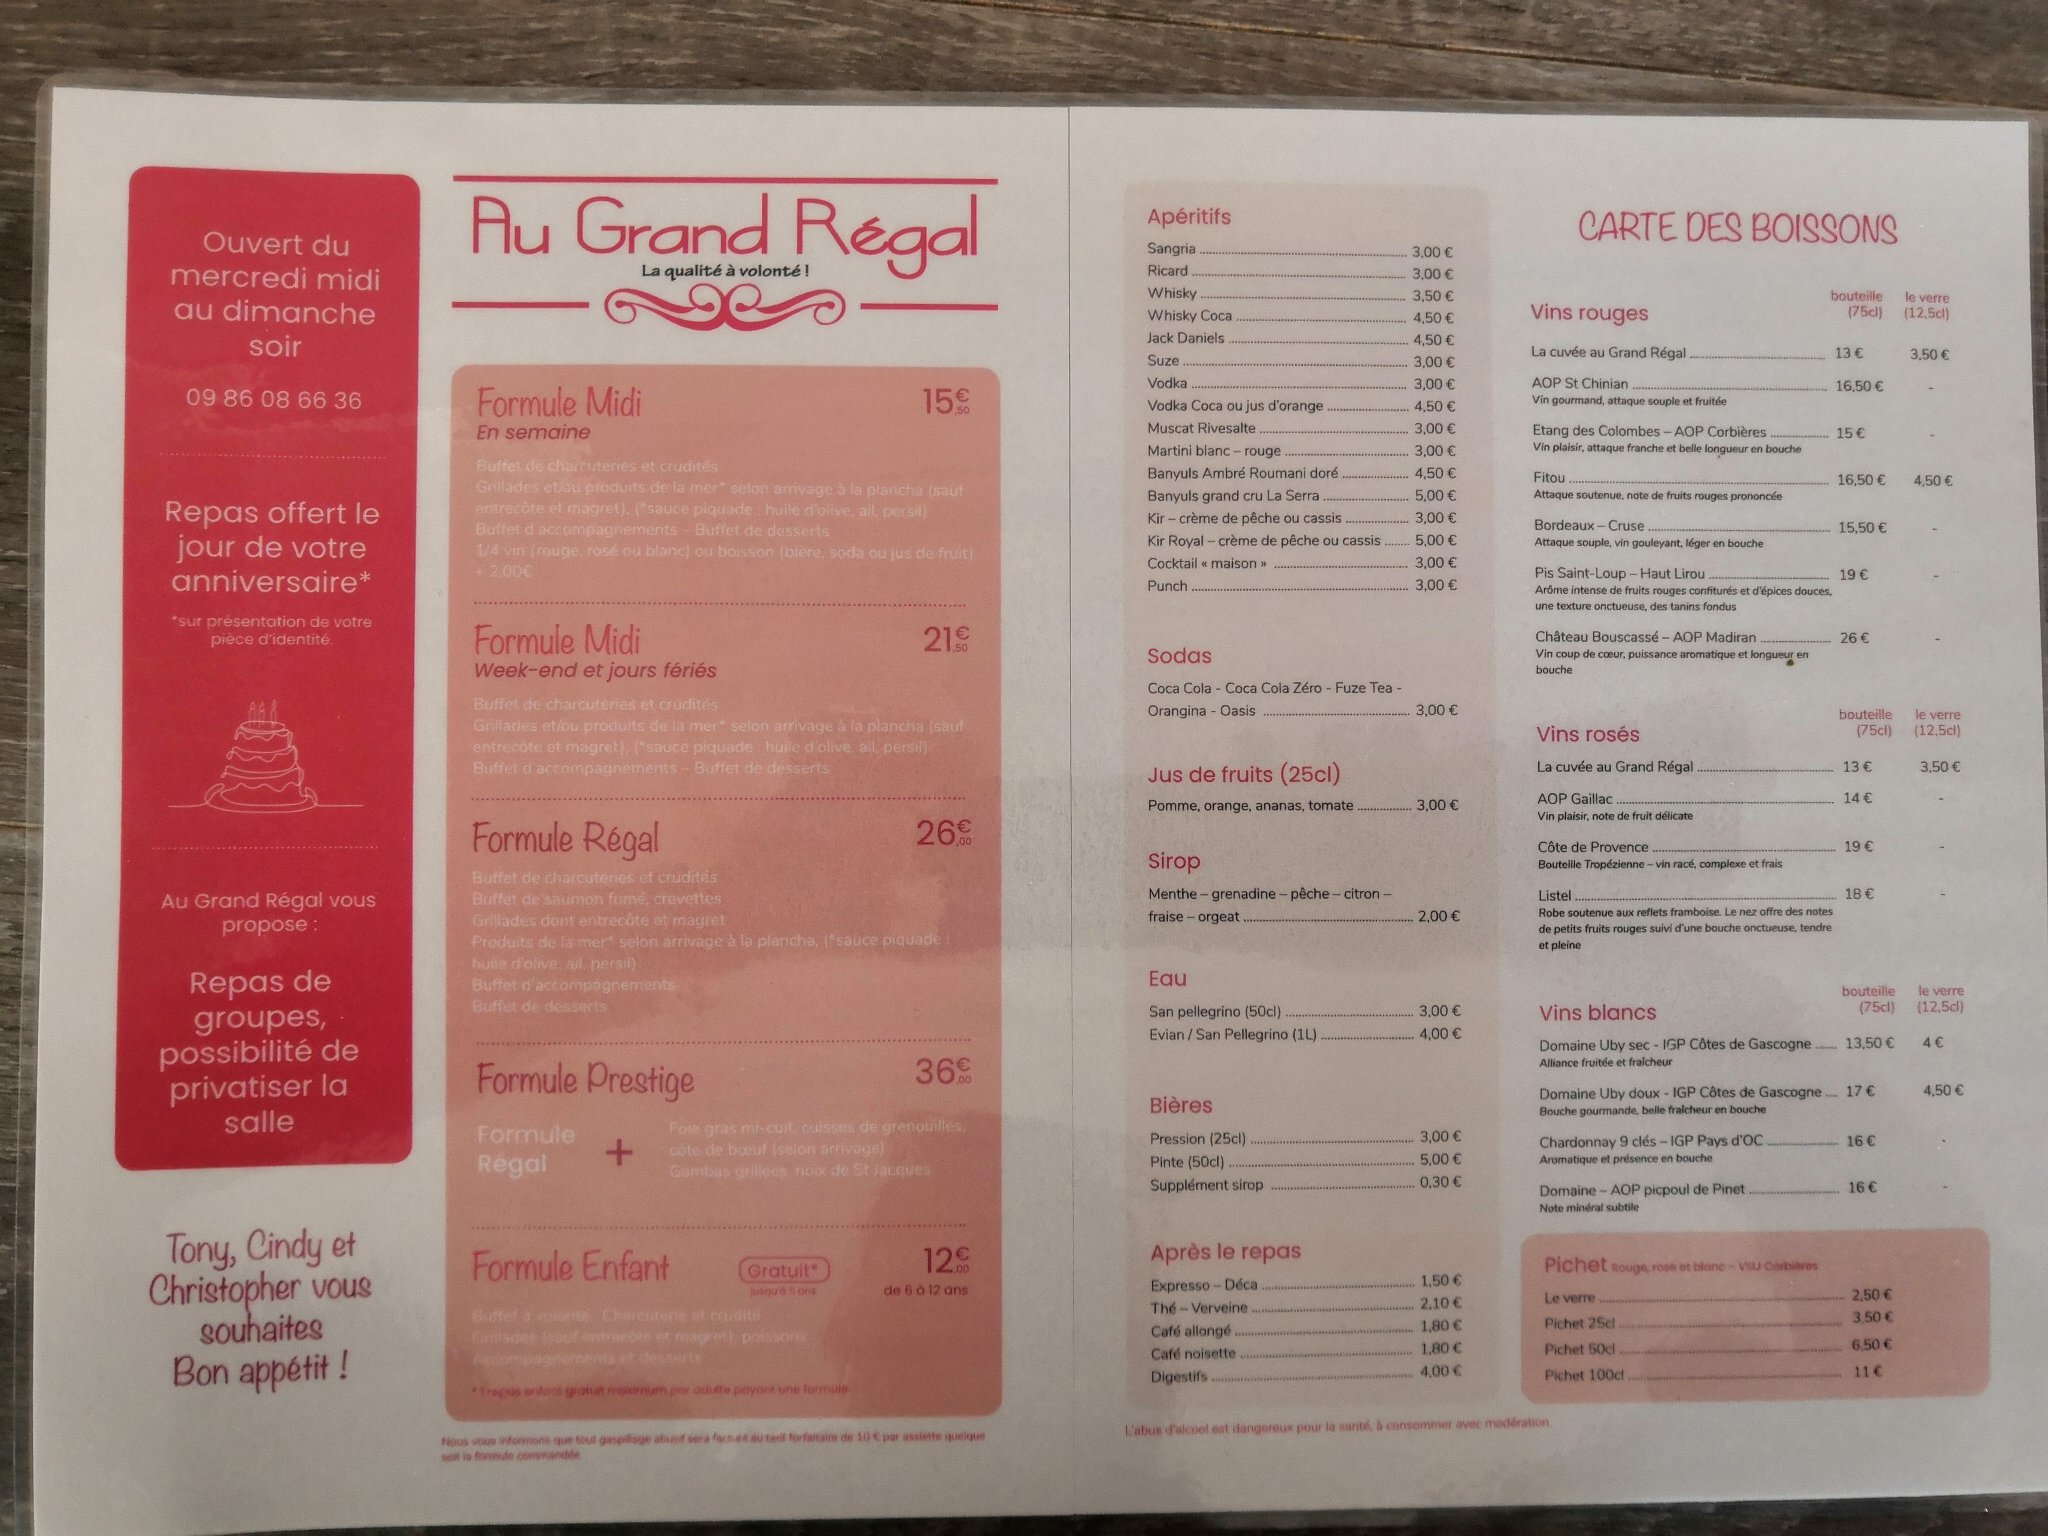 Ouvert du
mercredi midi
au dimanche
soir
09 86 08 66 36
Repas offert le
jour de votre
anniversaire*
*sur présentation de votre
pièce d'identité.
Au Grand Régal vous
propose :
Repas de
groupes,
possibilité de
privatiser la
salle
Tony, Cindy et
Christopher vous
souhaites
Bon appétit !
Au Grand Régal
La qualité à volonté !
Formule Midi 15€,50
En semaine
Buffet de charcuteries et crudités
Grillades et/ou produits de la mer* selon arrivage à la plancha (sauf
entrecôte et magret), (*sauce piquade : huile d'olive, ail, persil)
Buffet d'accompagnements – Buffet de desserts
1/4 vin (rouge, rosé ou blanc) ou boisson (bière, soda ou jus de fruit)
+ 2,00€
Formule Midi 21€,50
Week-end et jours fériés
Buffet de charcuteries et crudités
Grillades et/ou produits de la mer* selon arrivage à la plancha (sauf
entrecôte et magret), (*sauce piquade : huile d'olive, ail, persil)
Buffet d'accompagnements – Buffet de desserts
Formule Régal 26€,00
Buffet de charcuteries et crudités
Buffet de saumon fumé, crevettes
Grillades dont entrecôte et magret
Produits de la mer* selon arrivage à la plancha, (*sauce piquade :
huile d'olive, ail, persil)
Buffet d'accompagnements
Buffet de desserts
Formule Prestige 36€,00
Formule
Régal
+
Foie gras mi-cuit, cuisses de grenouilles,
côte de bœuf (selon arrivage)
Gambas grillées, noix de St Jacques
Formule Enfant Gratuit* 12€,00
jusqu'à 5 ans de 6 à 12 ans
Buffet à volonté : Charcuterie et crudité
Grillades (sauf entrecôte et magret), poissons
Accompagnements et desserts
* 1 repas enfant gratuit maximum par adulte payant une formule
Nous vous informons que tout gaspillage abusif sera facturé au tarif forfaitaire de 10 € par assiette quelque
soit la formule commandée.
Apéritifs
Sangria 3,00 €
Ricard 3,00 €
Whisky 3,50 €
Whisky Coca 4,50 €
Jack Daniels 4,50 €
Suze 3,00 €
Vodka 3,00 €
Vodka Coca ou jus d'orange 4,50 €
Muscat Rivesalte 3,00 €
Martini blanc – rouge 3,00 €
Banyuls Ambré Roumani doré 4,50 €
Banyuls grand cru La Serra 5,00 €
Kir – crème de pêche ou cassis 3,00 €
Kir Royal – crème de pêche ou cassis 5,00 €
Cocktail « maison » 3,00 €
Punch 3,00 €
Sodas
Coca Cola - Coca Cola Zéro - Fuze Tea -
Orangina - Oasis 3,00 €
Jus de fruits (25cl)
Pomme, orange, ananas, tomate 3,00 €
Sirop
Menthe – grenadine – pêche – citron –
fraise – orgeat 2,00 €
Eau
San pellegrino (50cl) 3,00 €
Evian / San Pellegrino (1L) 4,00 €
Bières
Pression (25cl) 3,00 €
Pinte (50cl) 5,00 €
Supplément sirop 0,30 €
Après le repas
Expresso – Déca 1,50 €
Thé – Verveine 2,10 €
Café allongé 1,80 €
Café noisette 1,80 €
Digestifs 4,00 €
L'abus d'alcool est dangereux pour la santé, à consommer avec modération.
CARTE DES BOISSONS
Vins rouges bouteille (75cl) le verre (12,5cl)
La cuvée au Grand Régal 13 € 3,50 €
AOP St Chinian 16,50 € -
Vin gourmand, attaque souple et fruitée
Etang des Colombes – AOP Corbières 15 € -
Vin plaisir, attaque franche et belle longueur en bouche
Fitou 16,50 € 4,50 €
Attaque soutenue, note de fruits rouges prononcée
Bordeaux – Cruse 15,50 € -
Attaque souple, vin gouleyant, léger en bouche
Pis Saint-Loup – Haut Lirou 19 € -
Arôme intense de fruits rouges confiturés et d'épices douces,
une texture onctueuse, des tanins fondus
Château Bouscassé – AOP Madiran 26 € -
Vin coup de cœur, puissance aromatique et longueur en
bouche
Vins rosés bouteille (75cl) le verre (12,5cl)
La cuvée au Grand Régal 13 € 3,50 €
AOP Gaillac 14 € -
Vin plaisir, note de fruit délicate
Côte de Provence 19 € -
Bouteille Tropézienne – vin racé, complexe et frais
Listel 18 € -
Robe soutenue aux reflets framboise. Le nez offre des notes
de petits fruits rouges suivi d'une bouche onctueuse, tendre
et pleine
Vins blancs bouteille (75cl) le verre (12,5cl)
Domaine Uby sec - IGP Côtes de Gascogne 13,50 € 4 €
Alliance fruitée et fraîcheur
Domaine Uby doux - IGP Côtes de Gascogne 17 € 4,50 €
Bouche gourmande, belle fraîcheur en bouche
Chardonnay 9 clés – IGP Pays d'OC 16 € -
Aromatique et présence en bouche
Domaine – AOP picpoul de Pinet 16 € -
Note minéral subtile
Pichet Rouge, rosé et blanc – Corbières
Le verre 2,50 €
Pichet 25cl 3,50 €
Pichet 50cl 6,50 €
Pichet 100cl 11 €